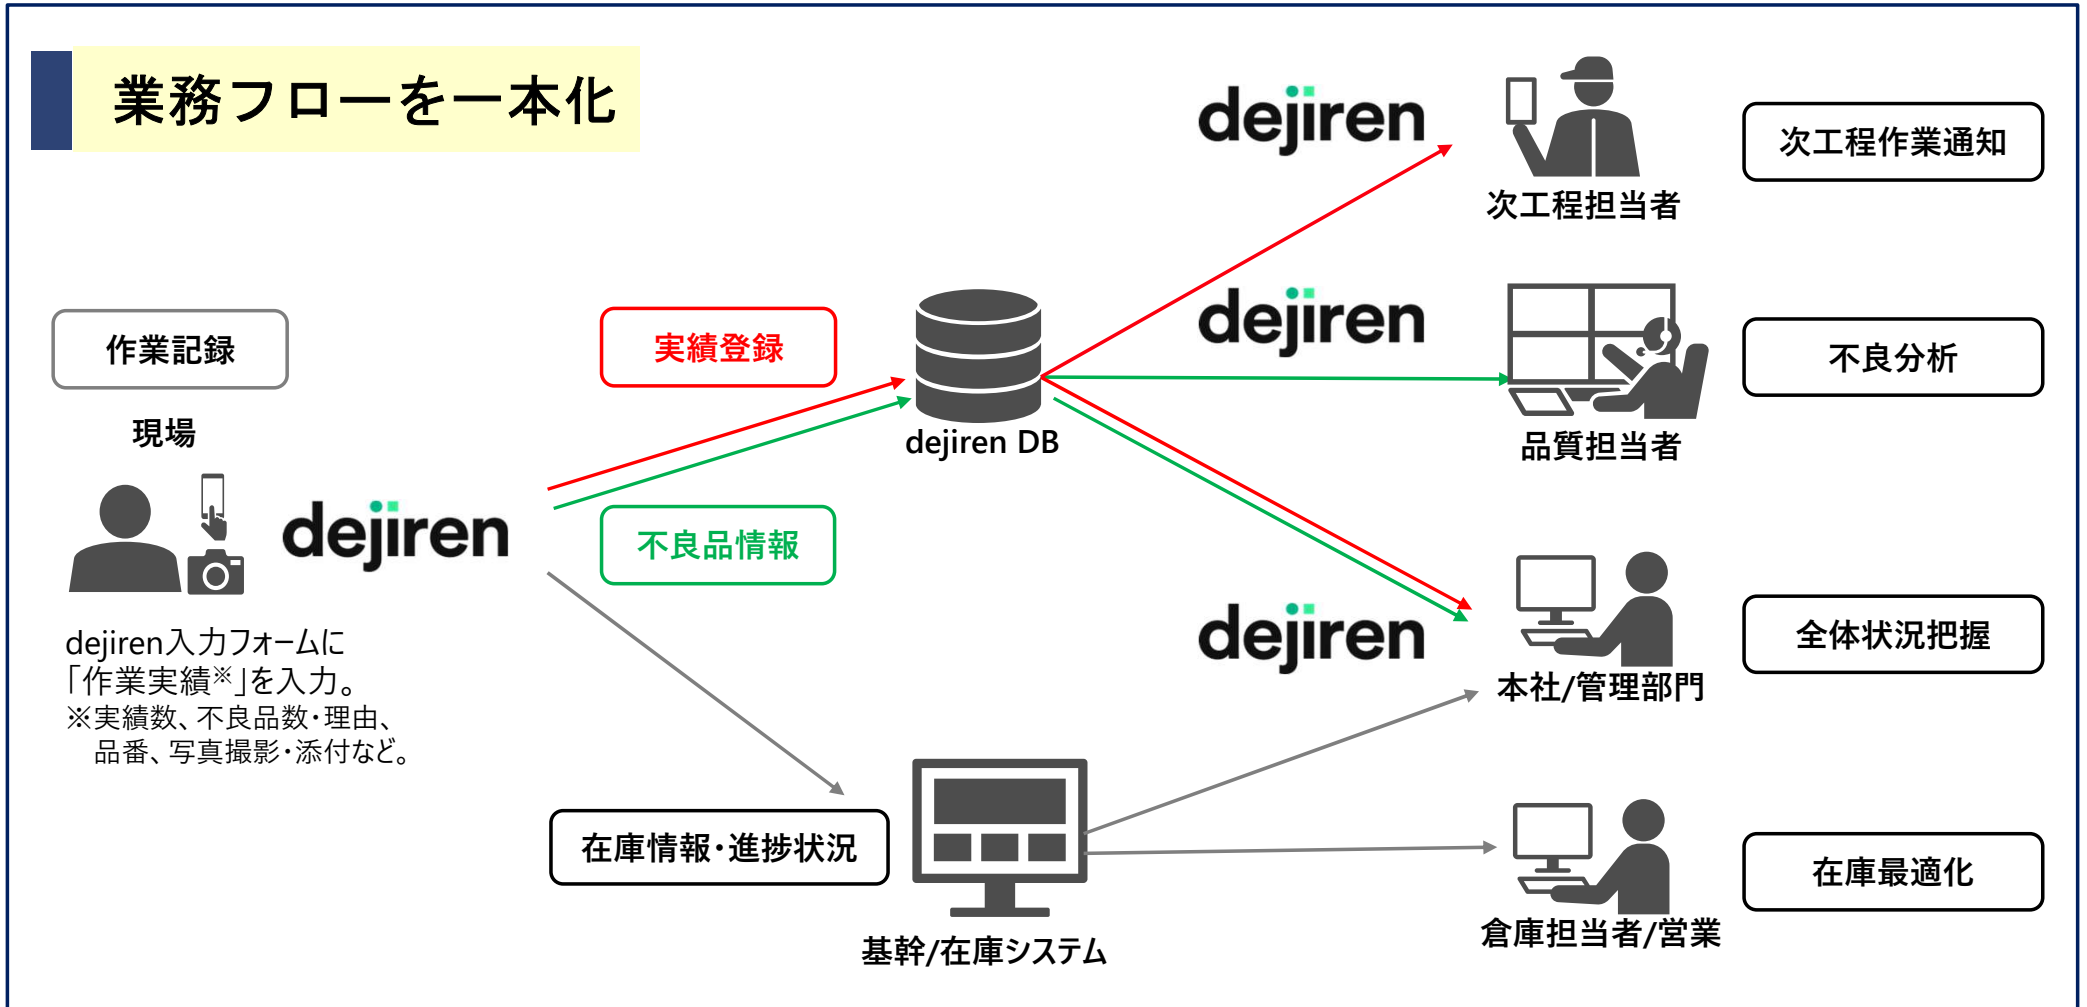 業務フローを一本化
作業記録
現場
dejiren
dejiren入力フォームに
「作業実績※」を入力。
※実績数、不良品数・理由、
品番、写真撮影・添付など。
実績登録
不良品情報
dejiren DB
在庫情報・進捗状況
基幹/在庫システム
dejiren
次工程担当者
次工程作業通知
dejiren
品質担当者
不良分析
dejiren
本社/管理部門
全体状況把握
倉庫担当者/営業
在庫最適化